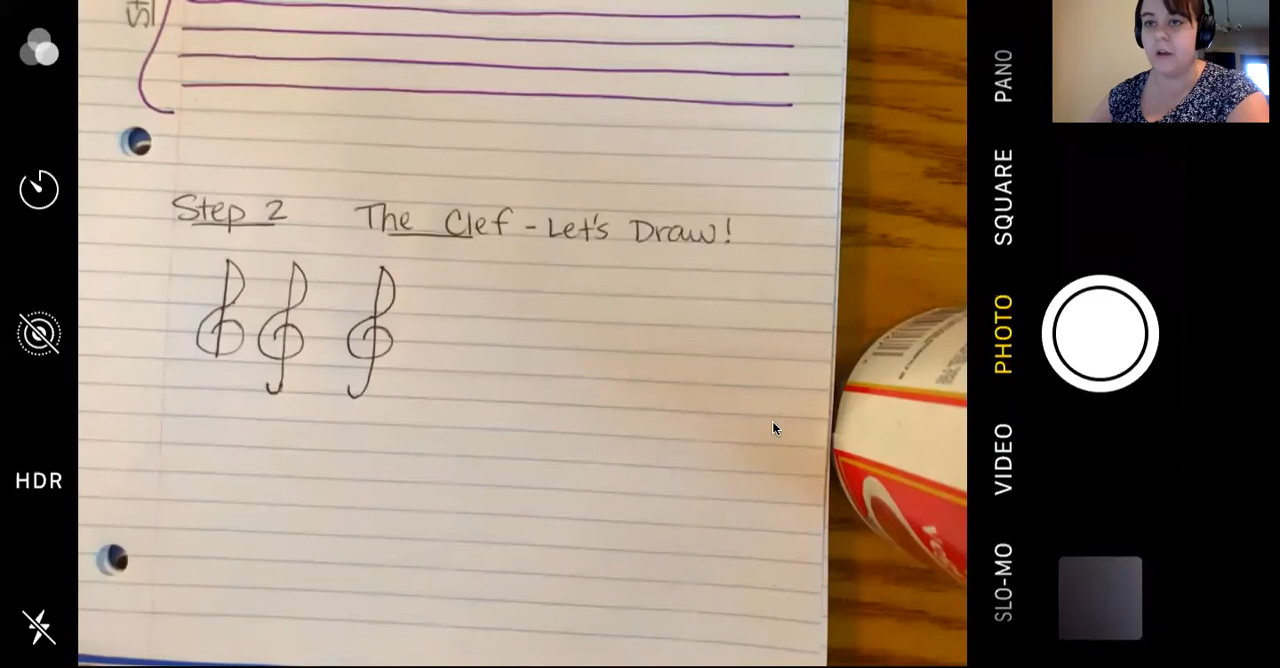 Step 2 The Clef - Let's Draw!
HDR
PANO
SQUARE
PHOTO
VIDEO
SLO-MO